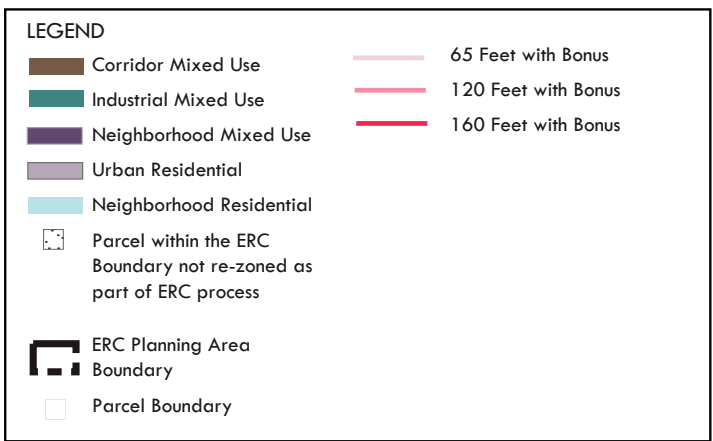 LEGEND
Corridor Mixed Use
Industrial Mixed Use
Neighborhood Mixed Use
Urban Residential
Neighborhood Residential
Parcel within the ERC
Boundary not re-zoned as
part of ERC process
ERC Planning Area
Boundary
Parcel Boundary
65 Feet with Bonus
120 Feet with Bonus
160 Feet with Bonus